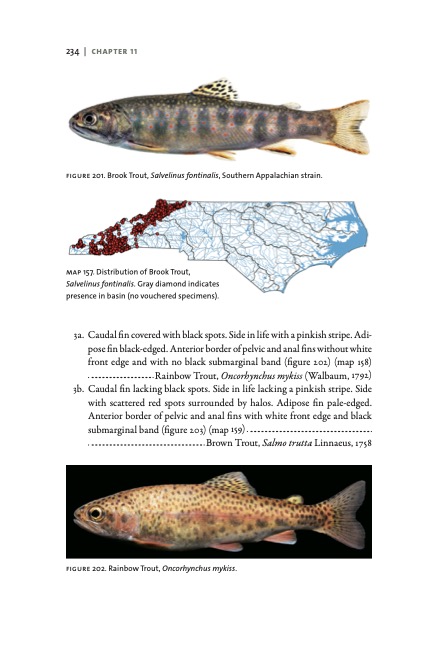 234 | CHAPTER 11
FIGURE 201. Brook Trout, Salvelinus fontinalis, Southern Appalachian strain.
MAP 157. Distribution of Brook Trout,
Salvelinus fontinalis. Gray diamond indicates
presence in basin (no vouchered specimens).
3a. Caudal fin covered with black spots. Side in life with a pinkish stripe. Adi-
pose fin black-edged. Anterior border of pelvic and anal fins without white
front edge and with no black submarginal band (figure 202) (map 158)
.................Rainbow Trout, Oncorhynchus mykiss (Walbaum, 1792)
3b. Caudal fin lacking black spots. Side in life lacking a pinkish stripe. Side
with scattered red spots surrounded by halos. Adipose fin pale-edged.
Anterior border of pelvic and anal fins with white front edge and black
submarginal band (figure 203) (map 159)................................
..............................Brown Trout, Salmo trutta Linnaeus, 1758
FIGURE 202. Rainbow Trout, Oncorhynchus mykiss.